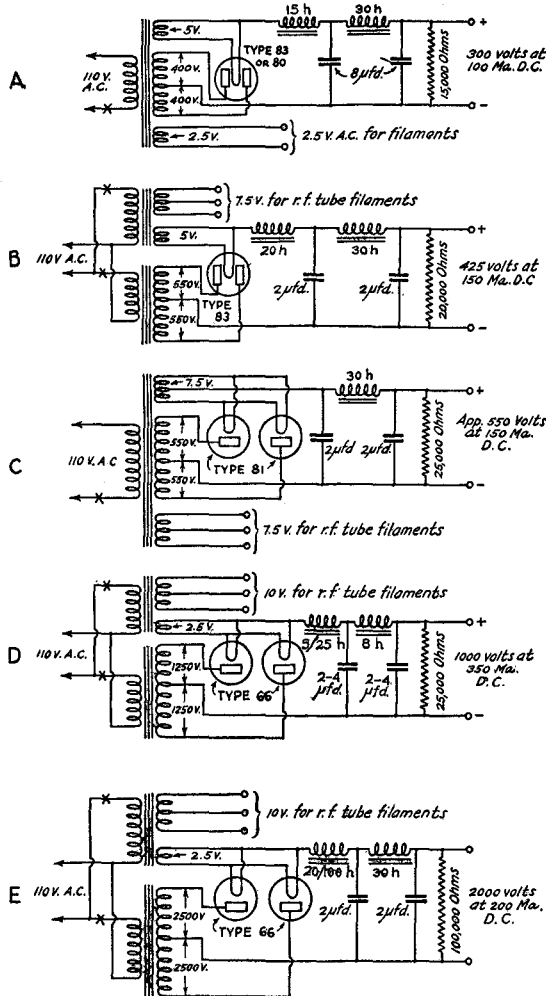 A
110 V.
A.C.
5V.
400V.
400V.
2.5V.
TYPE 83
OR 80
15 h
30 h
8 µfd.
15,000 Ohms
+
-
300 volts at
100 Ma. D.C.
2.5 V. A.C. for filaments
B
110V A.C.
7.5 V. for r.f. tube filaments
5V.
550V.
550V.
TYPE
83
20 h
30 h
2µfd.
2µfd.
20,000 Ohms
+
-
425 volts at
150 Ma. D.C
C
110 V. A.C
7.5 V.
550V.
550V.
TYPE 81
30 h
2µfd
2µfd.
25,000 Ohms
+
-
App. 550 Volts
at 150 Ma.
D.C.
7.5 V. for r.f tube filaments
D
110 V. A.C.
10 V. for r.f. tube filaments
2.5 V.
1250V.
1250V.
TYPE 66
5/25 h
8 h
2-4
µfd.
2-4
µfd.
25,000 Ohms
+
-
1000 volts at
350 Ma.
D.C.
E
110 V. A.C.
10 V. for r.f. tube filaments
2.5 V.
2500V
2500V.
TYPE 66
20/100 h
30 h
2µfd.
2µfd.
100,000 Ohms
2000 volts
at 200 Ma.
D.C.